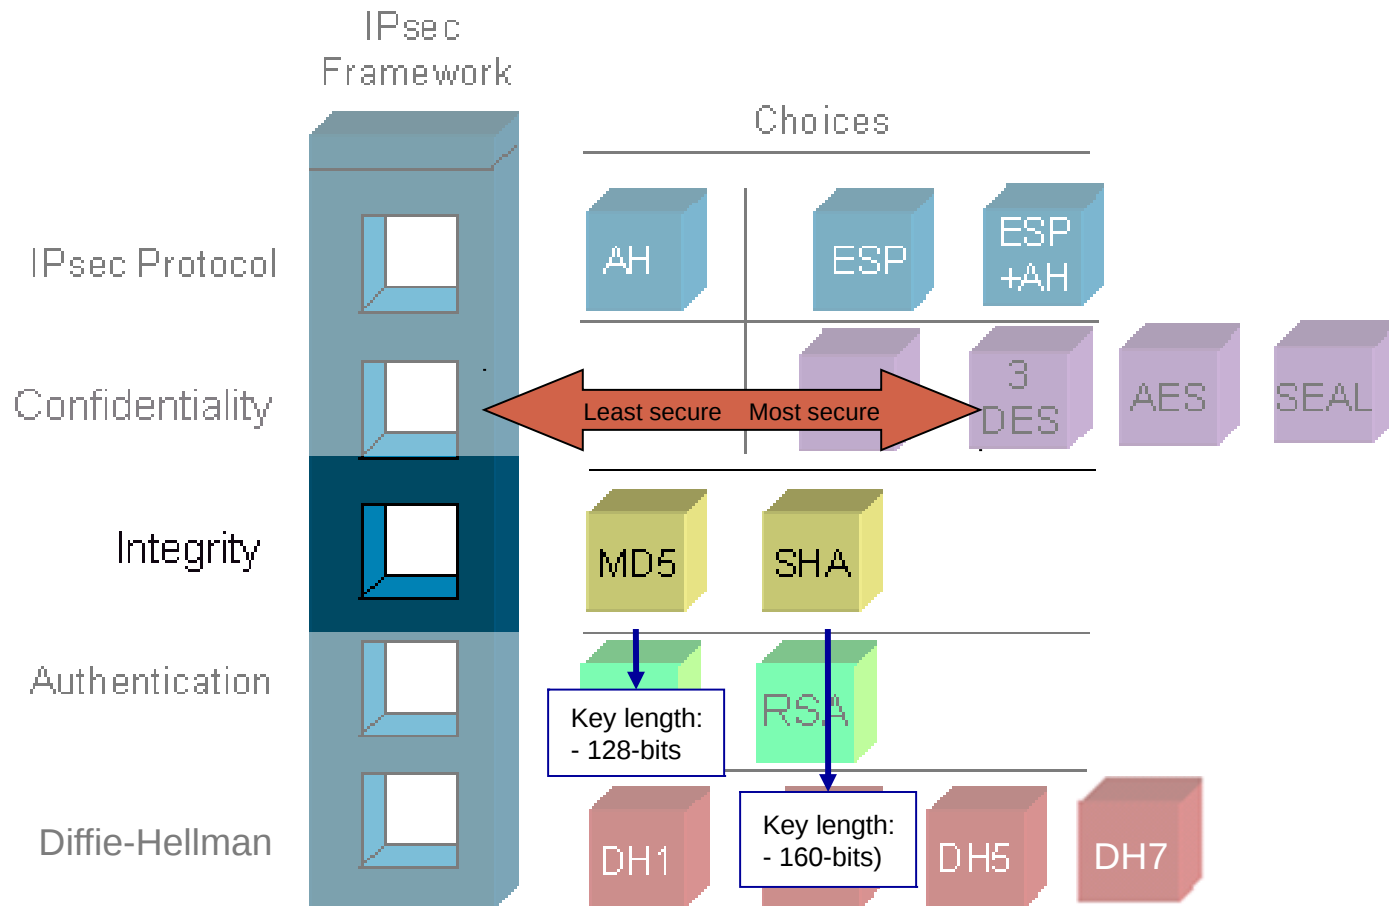 IPsec
Framework
Choices
IPsec Protocol
AH
ESP
ESP
+AH
Confidentiality
Least secure Most secure
3
DES
AES
SEAL
Integrity
MD5
SHA
Authentication
RSA
Key length:
- 128-bits
Key length:
- 160-bits)
Diffie-Hellman
DH1
DH5
DH7